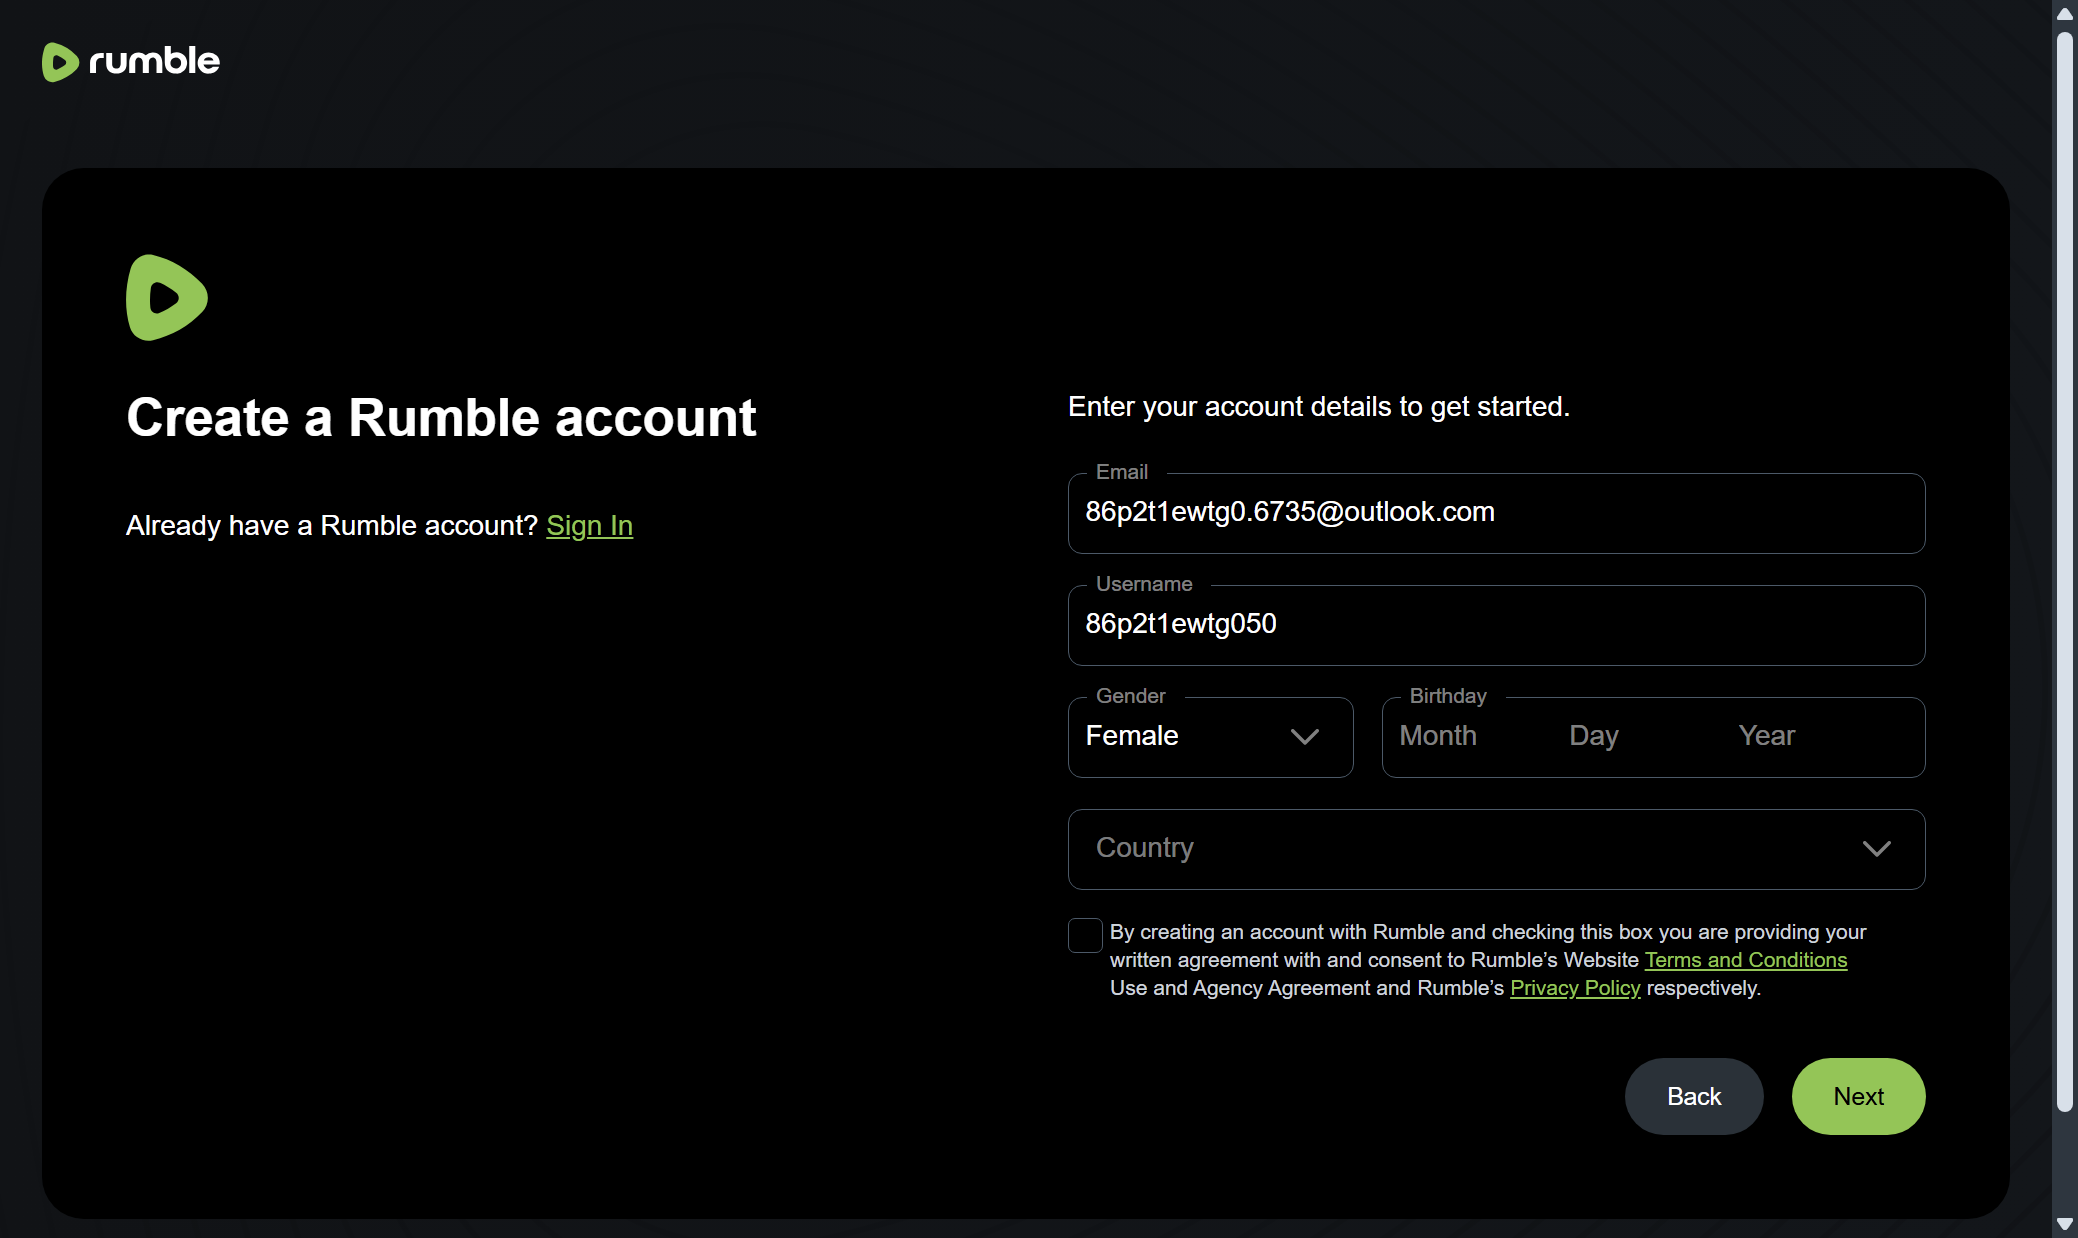 rumble
Create a Rumble account
Already have a Rumble account? Sign In
Enter your account details to get started.
Email
86p2t1ewtg0.6735@outlook.com
Username
86p2t1ewtg050
Gender
Female
Birthday
Month Day Year
Country
By creating an account with Rumble and checking this box you are providing your
written agreement with and consent to Rumble’s Website Terms and Conditions
Use and Agency Agreement and Rumble’s Privacy Policy respectively.
Back
Next